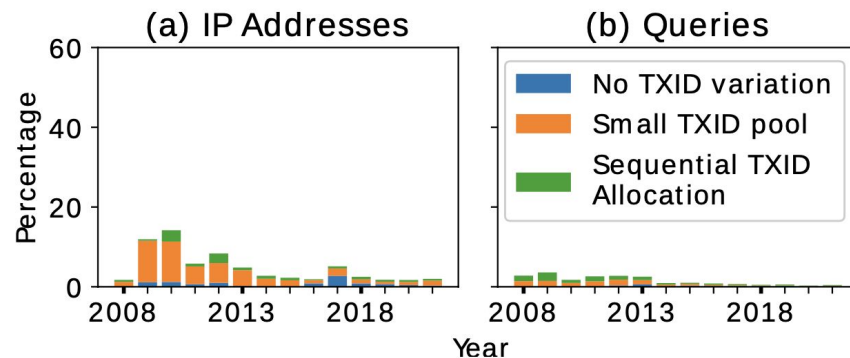 (a) IP Addresses
(b) Queries
Percentage
60
40
20
0
2008
2013
2018
No TXID variation
Small TXID pool
Sequential TXID
Allocation
2008
2013
2018
Year